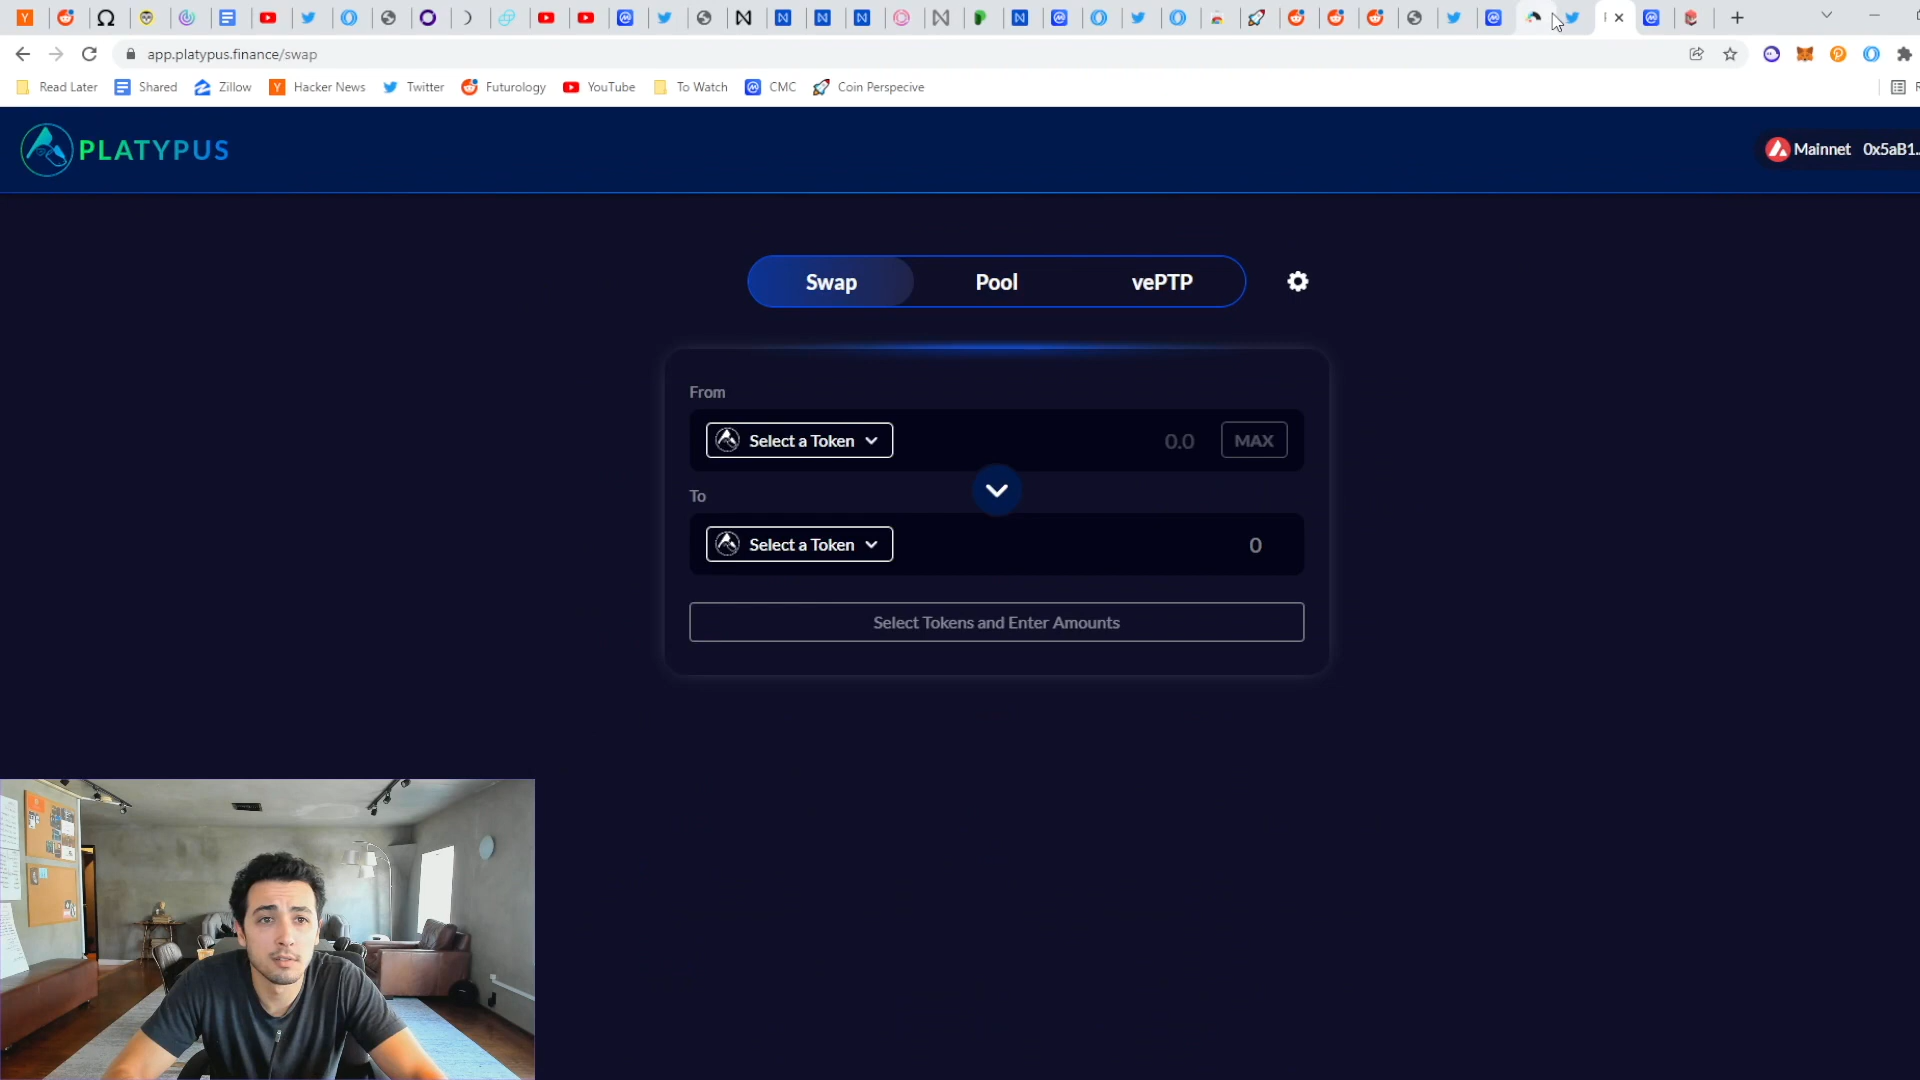 app.platypus.finance/swap
Read Later Shared Zillow Hacker News Twitter Futurology YouTube To Watch CMC Coin Perspecive
PLATYPUS
Mainnet 0x5aB1..
Swap Pool vePTP
From
Select a Token 0.0 MAX
To
Select a Token 0
Select Tokens and Enter Amounts